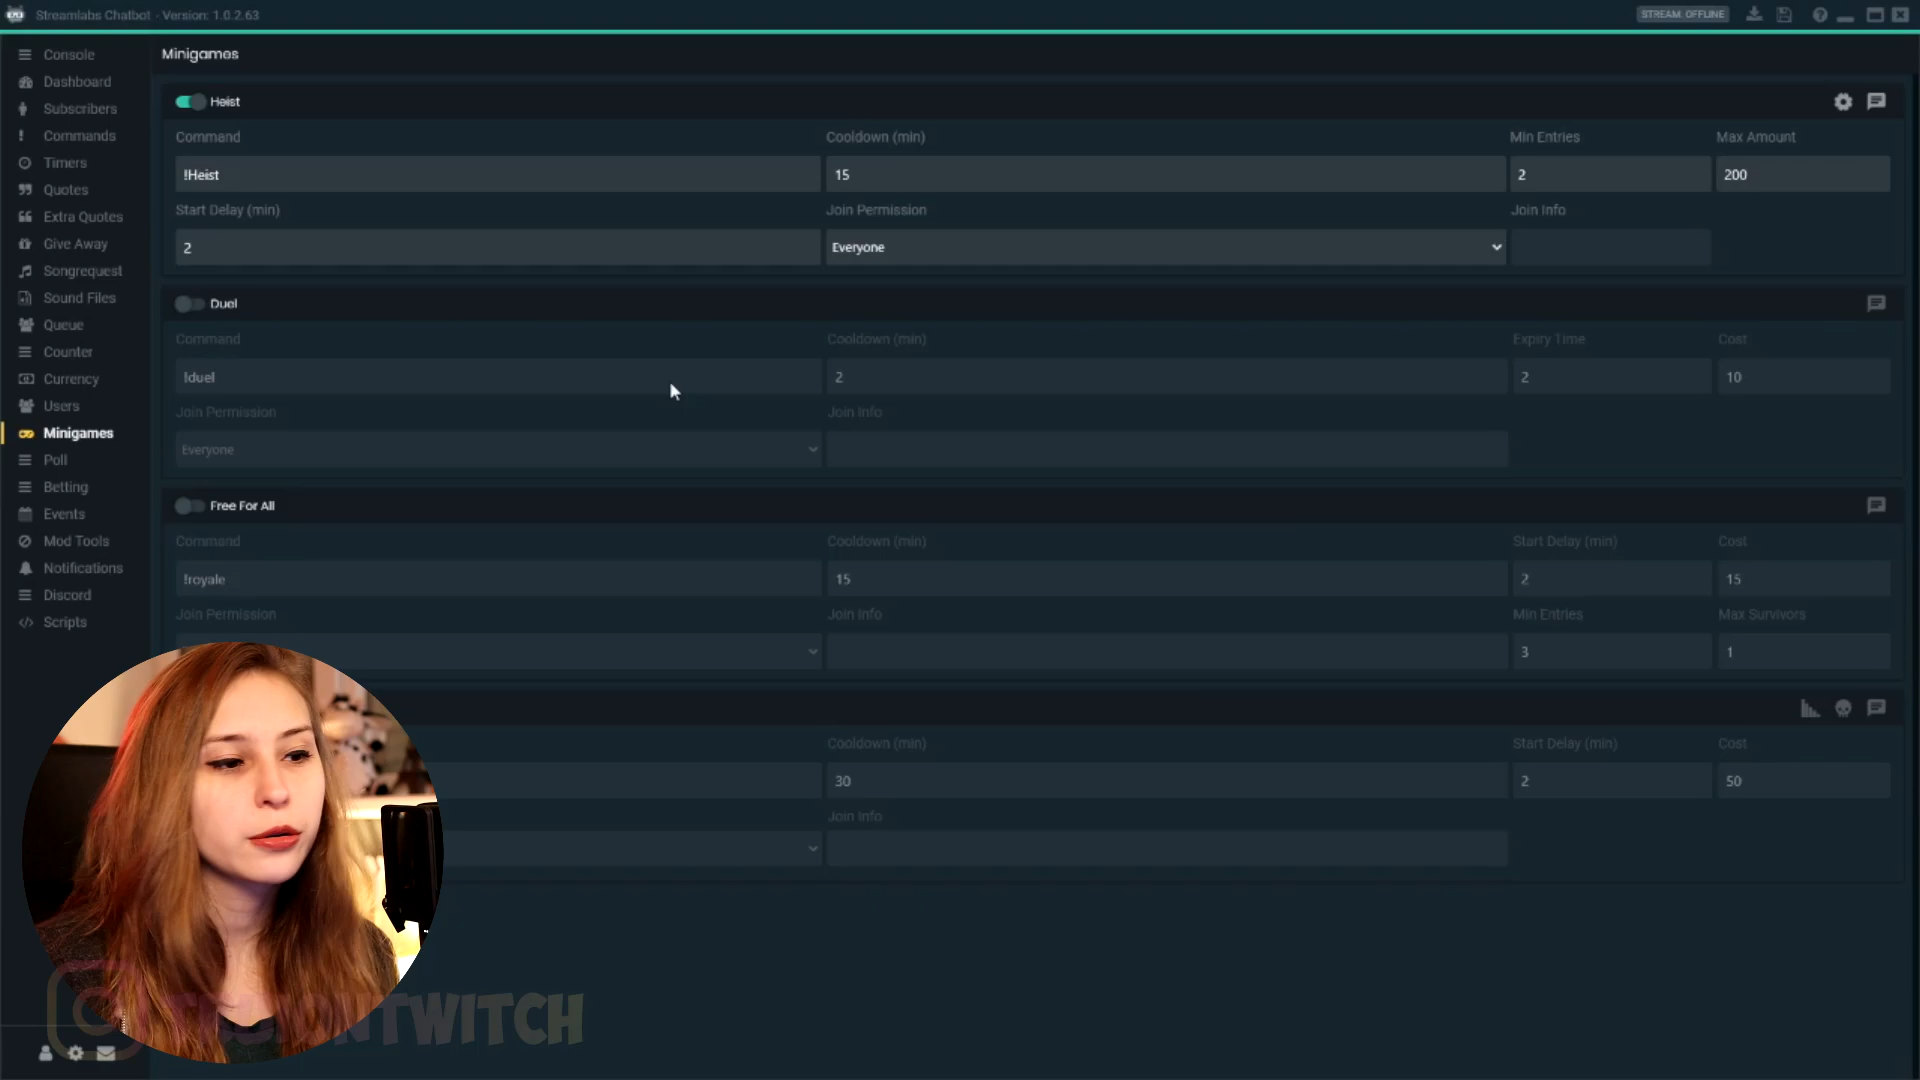 Streamlabs Chatbot - Version: 1.0.2.63
STREAM: OFFLINE
Console
Dashboard
Subscribers
Commands
Timers
Quotes
Extra Quotes
Give Away
Songrequest
Sound Files
Queue
Counter
Currency
Users
Minigames
Poll
Betting
Events
Mod Tools
Notifications
Discord
Scripts
Minigames
Heist
Command
Cooldown (min)
Min Entries
Max Amount
!Heist
15
2
200
Start Delay (min)
Join Permission
Join Info
2
Everyone
Duel
Command
Cooldown (min)
Expiry Time
Cost
!duel
2
2
10
Join Permission
Join Info
Everyone
Free For All
Command
Cooldown (min)
Start Delay (min)
Cost
!royale
15
2
15
Join Permission
Join Info
Min Entries
Max Survivors
3
1
Cooldown (min)
Start Delay (min)
Cost
30
2
50
Join Info